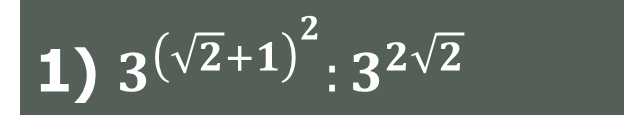 1) 3^{(√2+1)^2} : 3^{2√2}